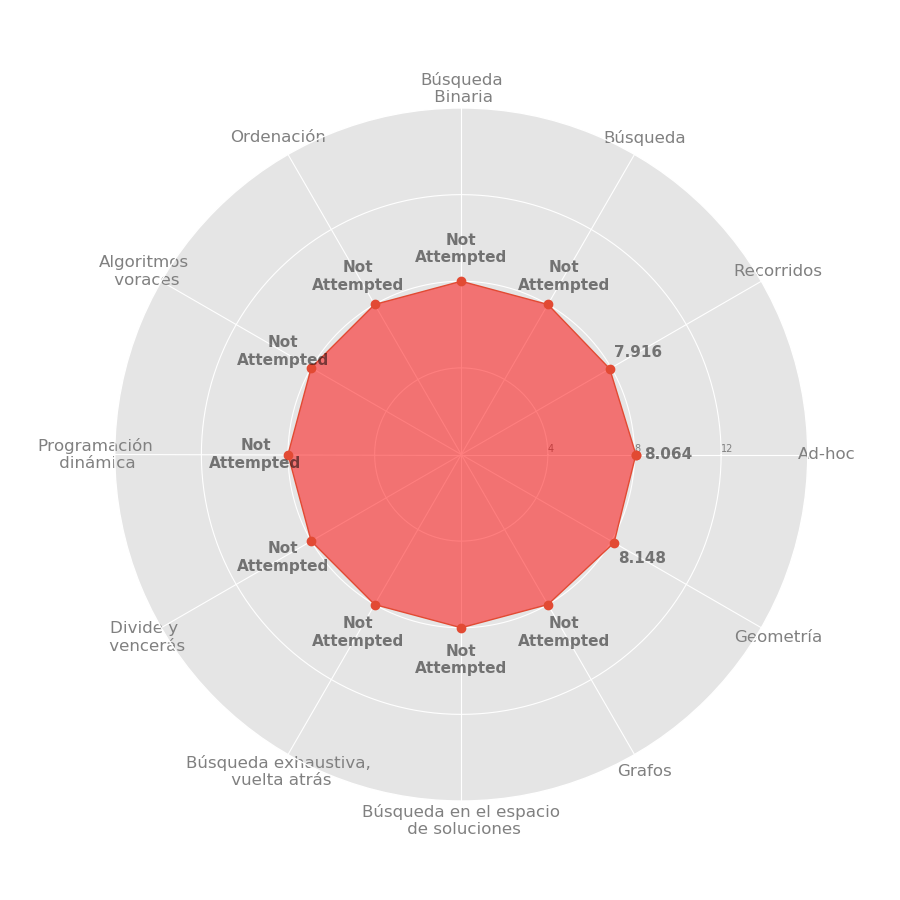 Búsqueda
Binaria
Ordenación
Búsqueda
Not
Attempted
Algoritmos
voraces
Not
Attempted
Not
Attempted
Recorridos
Not
Attempted
7.916
Programación
dinámica
Not
Attempted
4
8
12
8.064
Ad-hoc
Not
Attempted
8.148
Divide y
vencerás
Not
Attempted
Not
Attempted
Geometría
Not
Attempted
Búsqueda exhaustiva,
vuelta atrás
Grafos
Búsqueda en el espacio
de soluciones